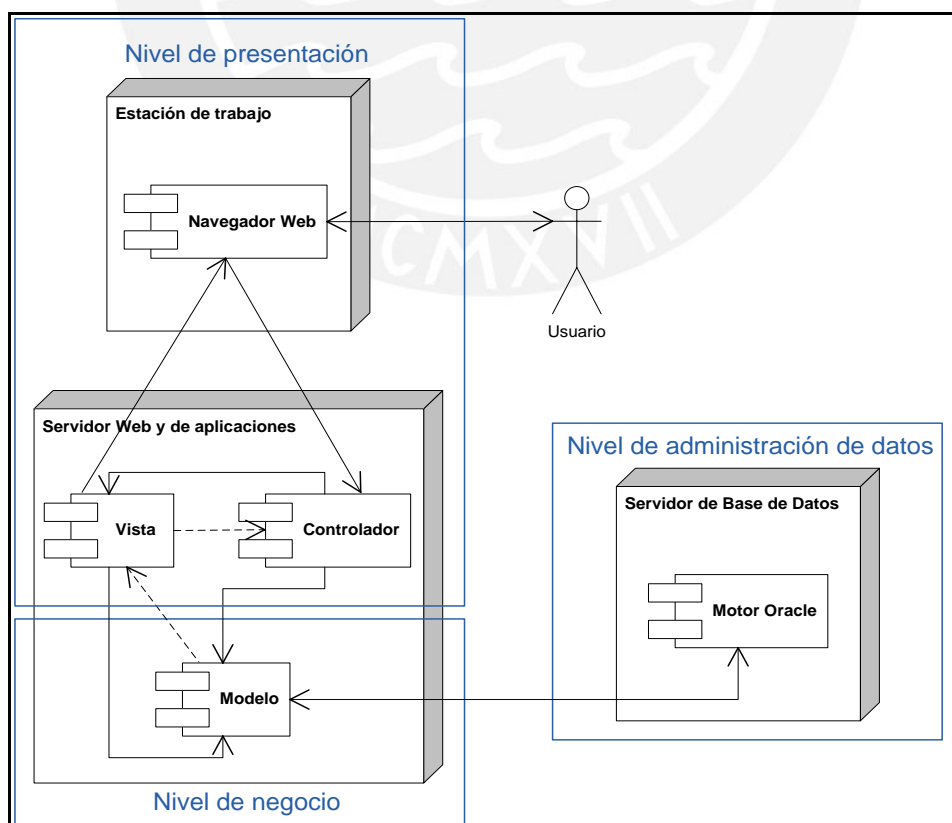 Nivel de presentación
Estación de trabajo
Navegador Web
CMXVII
Usuario
Servidor Web y de aplicaciones
Nivel de administración de datos
Servidor de Base de Datos
Vista
Controlador
Motor Oracle
Modelo
Nivel de negocio